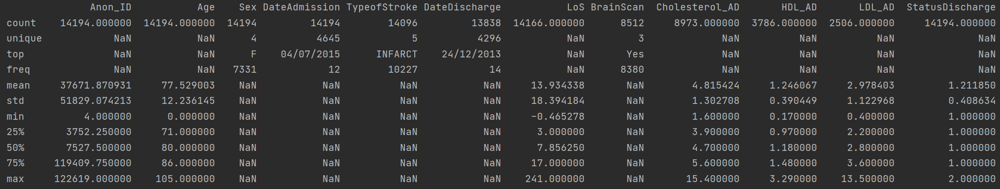 Anon_ID Age Sex DateAdmission TypeofStroke DateDischarge LoS BrainScan Cholesterol_AD HDL_AD LDL_AD StatusDischarge
count 14194.000000 14194.000000 14194 14194 14096 13838 14166.000000 8512 8973.000000 3786.000000 2506.000000 14194.000000
unique NaN NaN 4 4645 5 4296 NaN 3 NaN NaN NaN NaN
top NaN NaN F 04/07/2015 INFARCT 24/12/2013 NaN Yes NaN NaN NaN NaN
freq NaN NaN 7331 12 10227 14 NaN 8380 NaN NaN NaN NaN
mean 37671.870931 77.529003 NaN NaN NaN NaN 13.934338 NaN 4.815424 1.246067 2.978403 1.211850
std 51829.074213 12.236145 NaN NaN NaN NaN 18.394184 NaN 1.302708 0.390449 1.122968 0.408634
min 4.000000 0.000000 NaN NaN NaN NaN -0.465278 NaN 1.600000 0.170000 0.400000 1.000000
25% 3752.250000 71.000000 NaN NaN NaN NaN 3.000000 NaN 3.900000 0.970000 2.200000 1.000000
50% 7527.500000 80.000000 NaN NaN NaN NaN 7.856250 NaN 4.700000 1.180000 2.800000 1.000000
75% 119409.750000 86.000000 NaN NaN NaN NaN 17.000000 NaN 5.600000 1.480000 3.600000 1.000000
max 122619.000000 105.000000 NaN NaN NaN NaN 241.000000 NaN 15.400000 3.290000 13.500000 2.000000